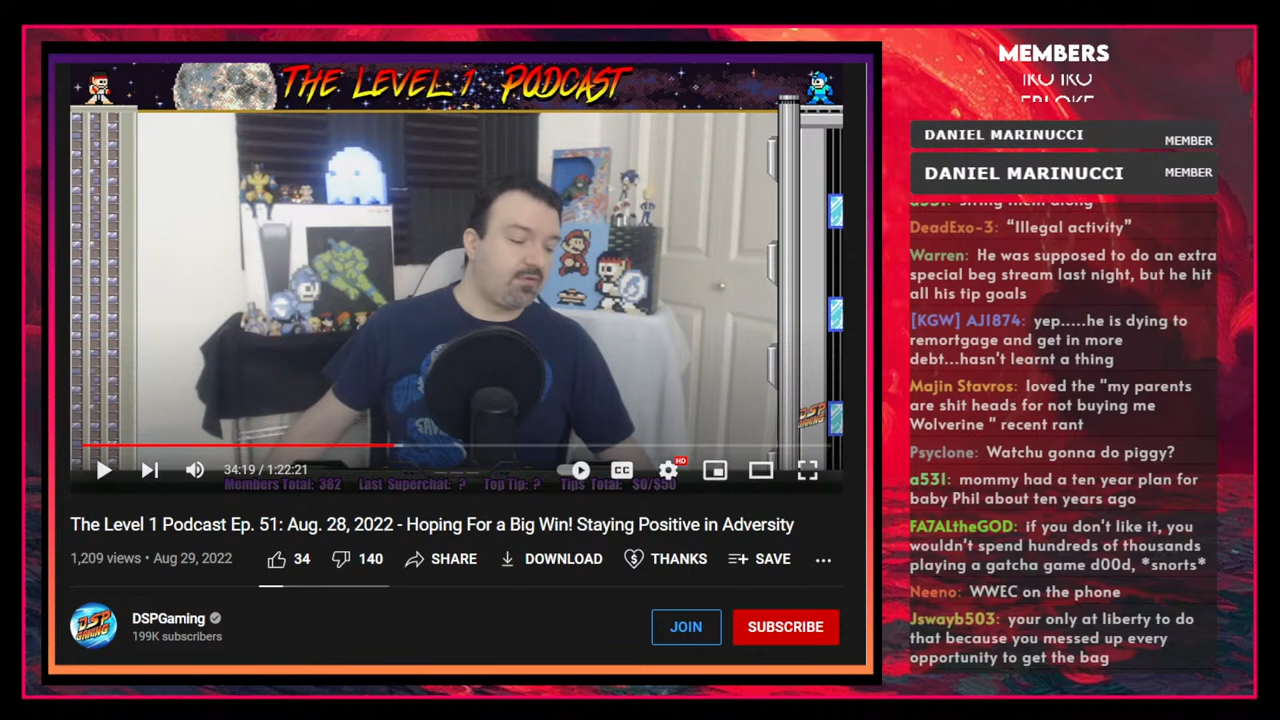 THE LEVEL 1 PODCAST
34:19 / 1:22:21
CC
HD
Members Total: 382 Last Superchat: ? Top Tip: ? Tips Total: $0/$50
The Level 1 Podcast Ep. 51: Aug. 28, 2022 - Hoping For a Big Win! Staying Positive in Adversity
1,209 views • Aug 29, 2022 34 140 SHARE DOWNLOAD THANKS SAVE ...
DSP GAMING
DSPGaming
199K subscribers
JOIN SUBSCRIBE
MEMBERS
IKO IKO
DANIEL MARINUCCI MEMBER
DANIEL MARINUCCI MEMBER
a531: string them along
DeadExo-3: “Illegal activity”
Warren: He was supposed to do an extra
special beg stream last night, but he hit
all his tip goals
[KGW] AJ1874: yep.....he is dying to
remortgage and get in more
debt...hasn't learnt a thing
Majin Stavros: loved the "my parents
are shit heads for not buying me
Wolverine " recent rant
Psyclone: Watchu gonna do piggy?
a531: mommy had a ten year plan for
baby Phil about ten years ago
FA7ALtheGOD: if you don't like it, you
wouldn't spend hundreds of thousands
playing a gatcha game d00d, *snorts*
Neeno: WWEC on the phone
Jswayb503: your only at liberty to do
that because you messed up every
opportunity to get the bag